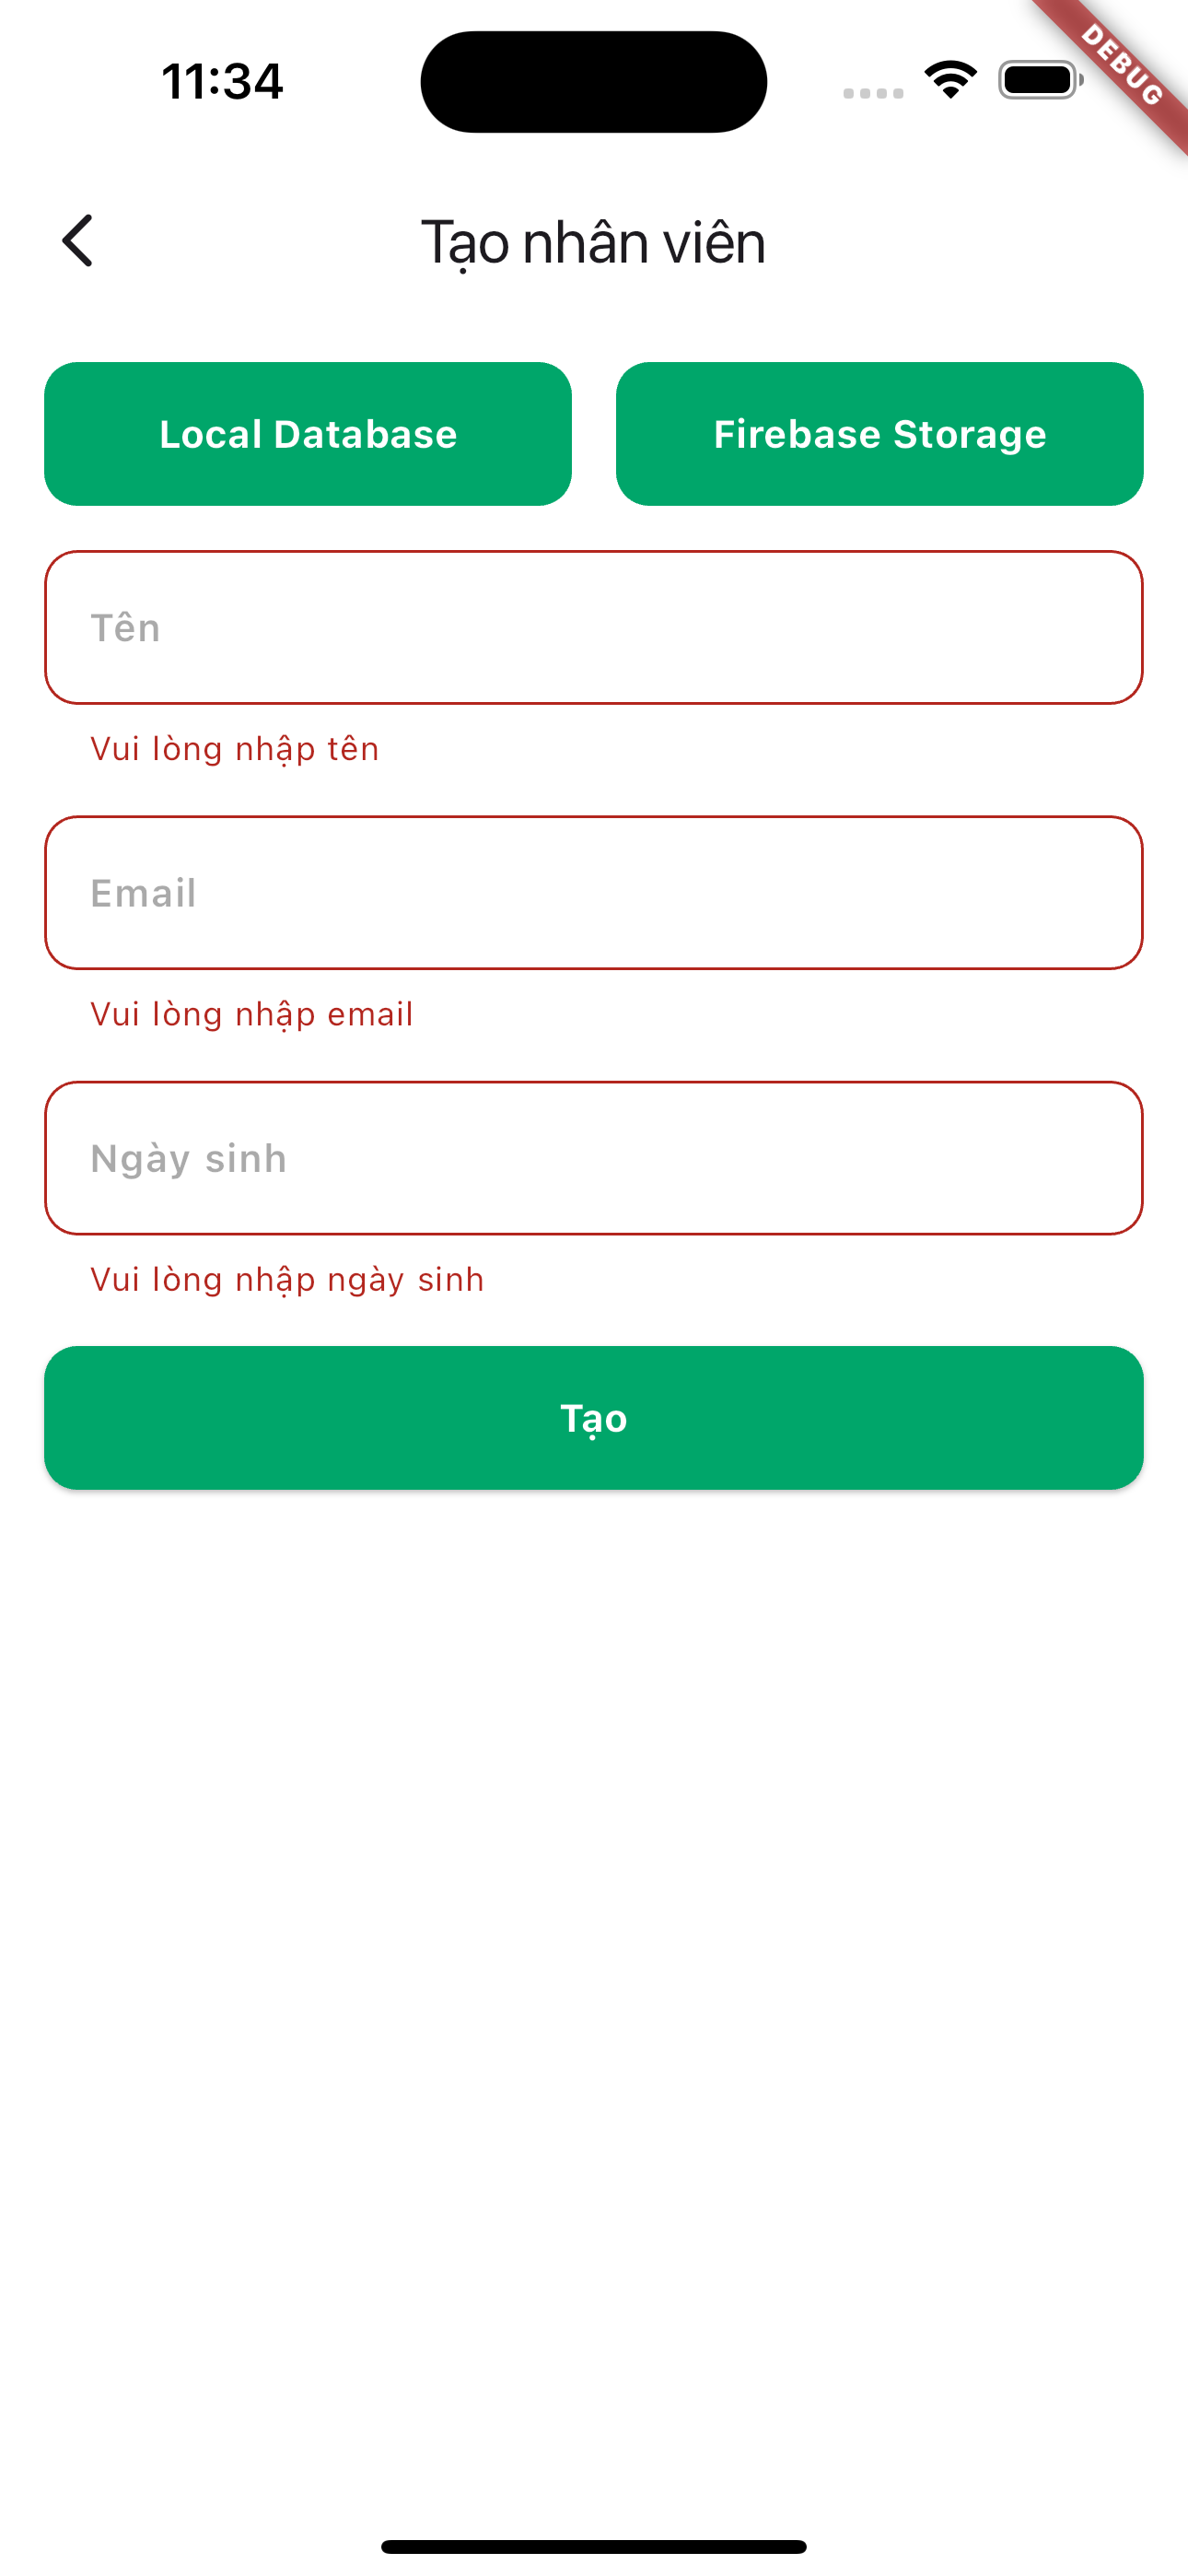 11:34
DEBUG
Tạo nhân viên
Local Database
Firebase Storage
Tên
Vui lòng nhập tên
Email
Vui lòng nhập email
Ngày sinh
Vui lòng nhập ngày sinh
Tạo